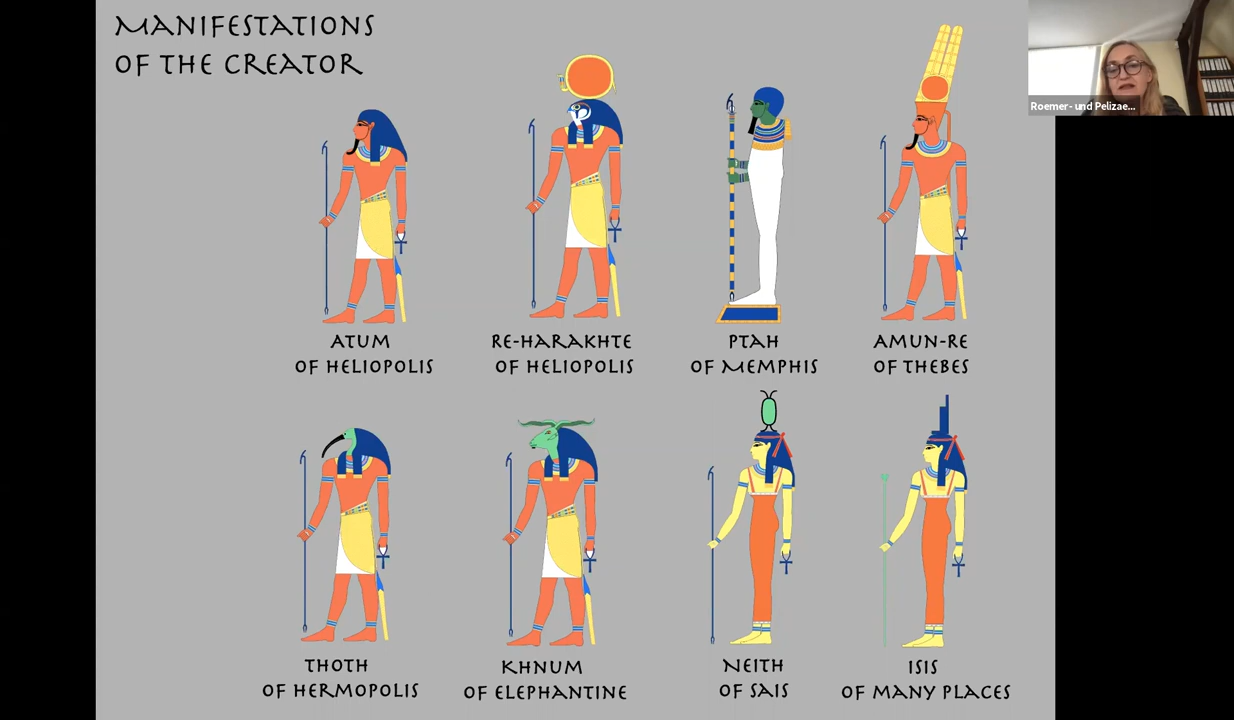 MANIFESTATIONS
OF THE CREATOR
Roemer- und Pelizae...
ATUM
OF HELIOPOLIS
RE-HARAKHTE
OF HELIOPOLIS
PTAH
OF MEMPHIS
AMUN-RE
OF THEBES
THOTH
OF HERMOPOLIS
KHNUM
OF ELEPHANTINE
NEITH
OF SAIS
ISIS
OF MANY PLACES